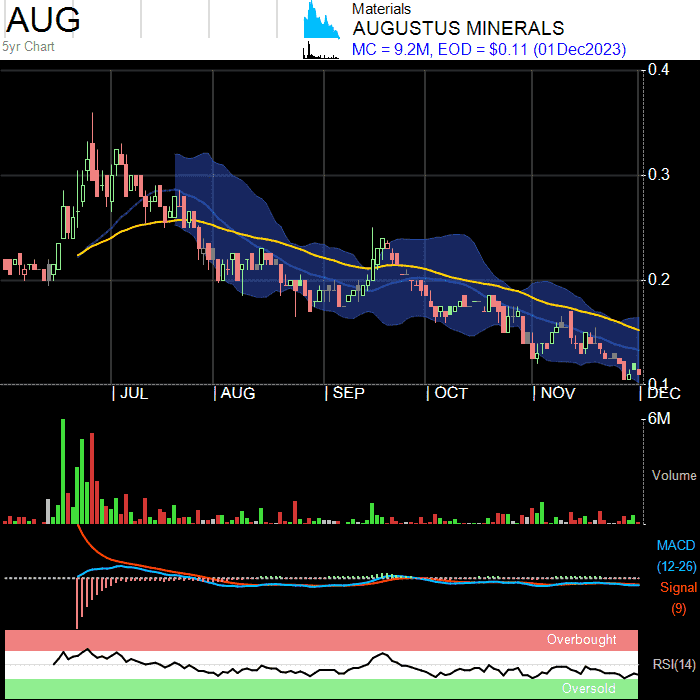 AUG
5yr Chart
Materials
AUGUSTUS MINERALS
MC = 9.2M, EOD = $0.11 (01Dec2023)
0.4
0.3
0.2
0.1
JUL AUG SEP OCT NOV DEC
6M
Volume
MACD
(12-26)
Signal
(9)
Overbought
RSI(14)
Oversold